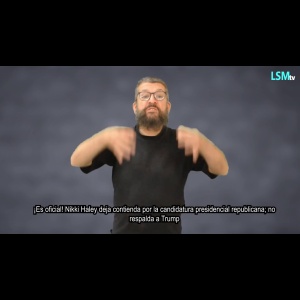 LSMtv
¡Es oficial! Nikki Haley deja contienda por la candidatura presidencial republicana; no
respalda a Trump